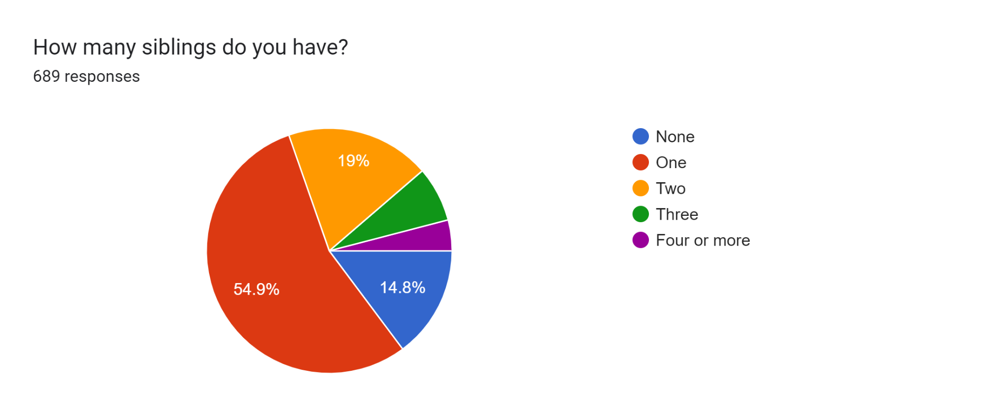 How many siblings do you have?
689 responses
19%
54.9%
14.8%
None
One
Two
Three
Four or more